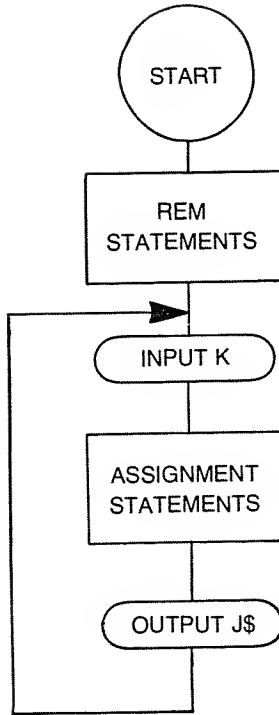 START
REM
STATEMENTS
INPUT K
ASSIGNMENT
STATEMENTS
OUTPUT J$